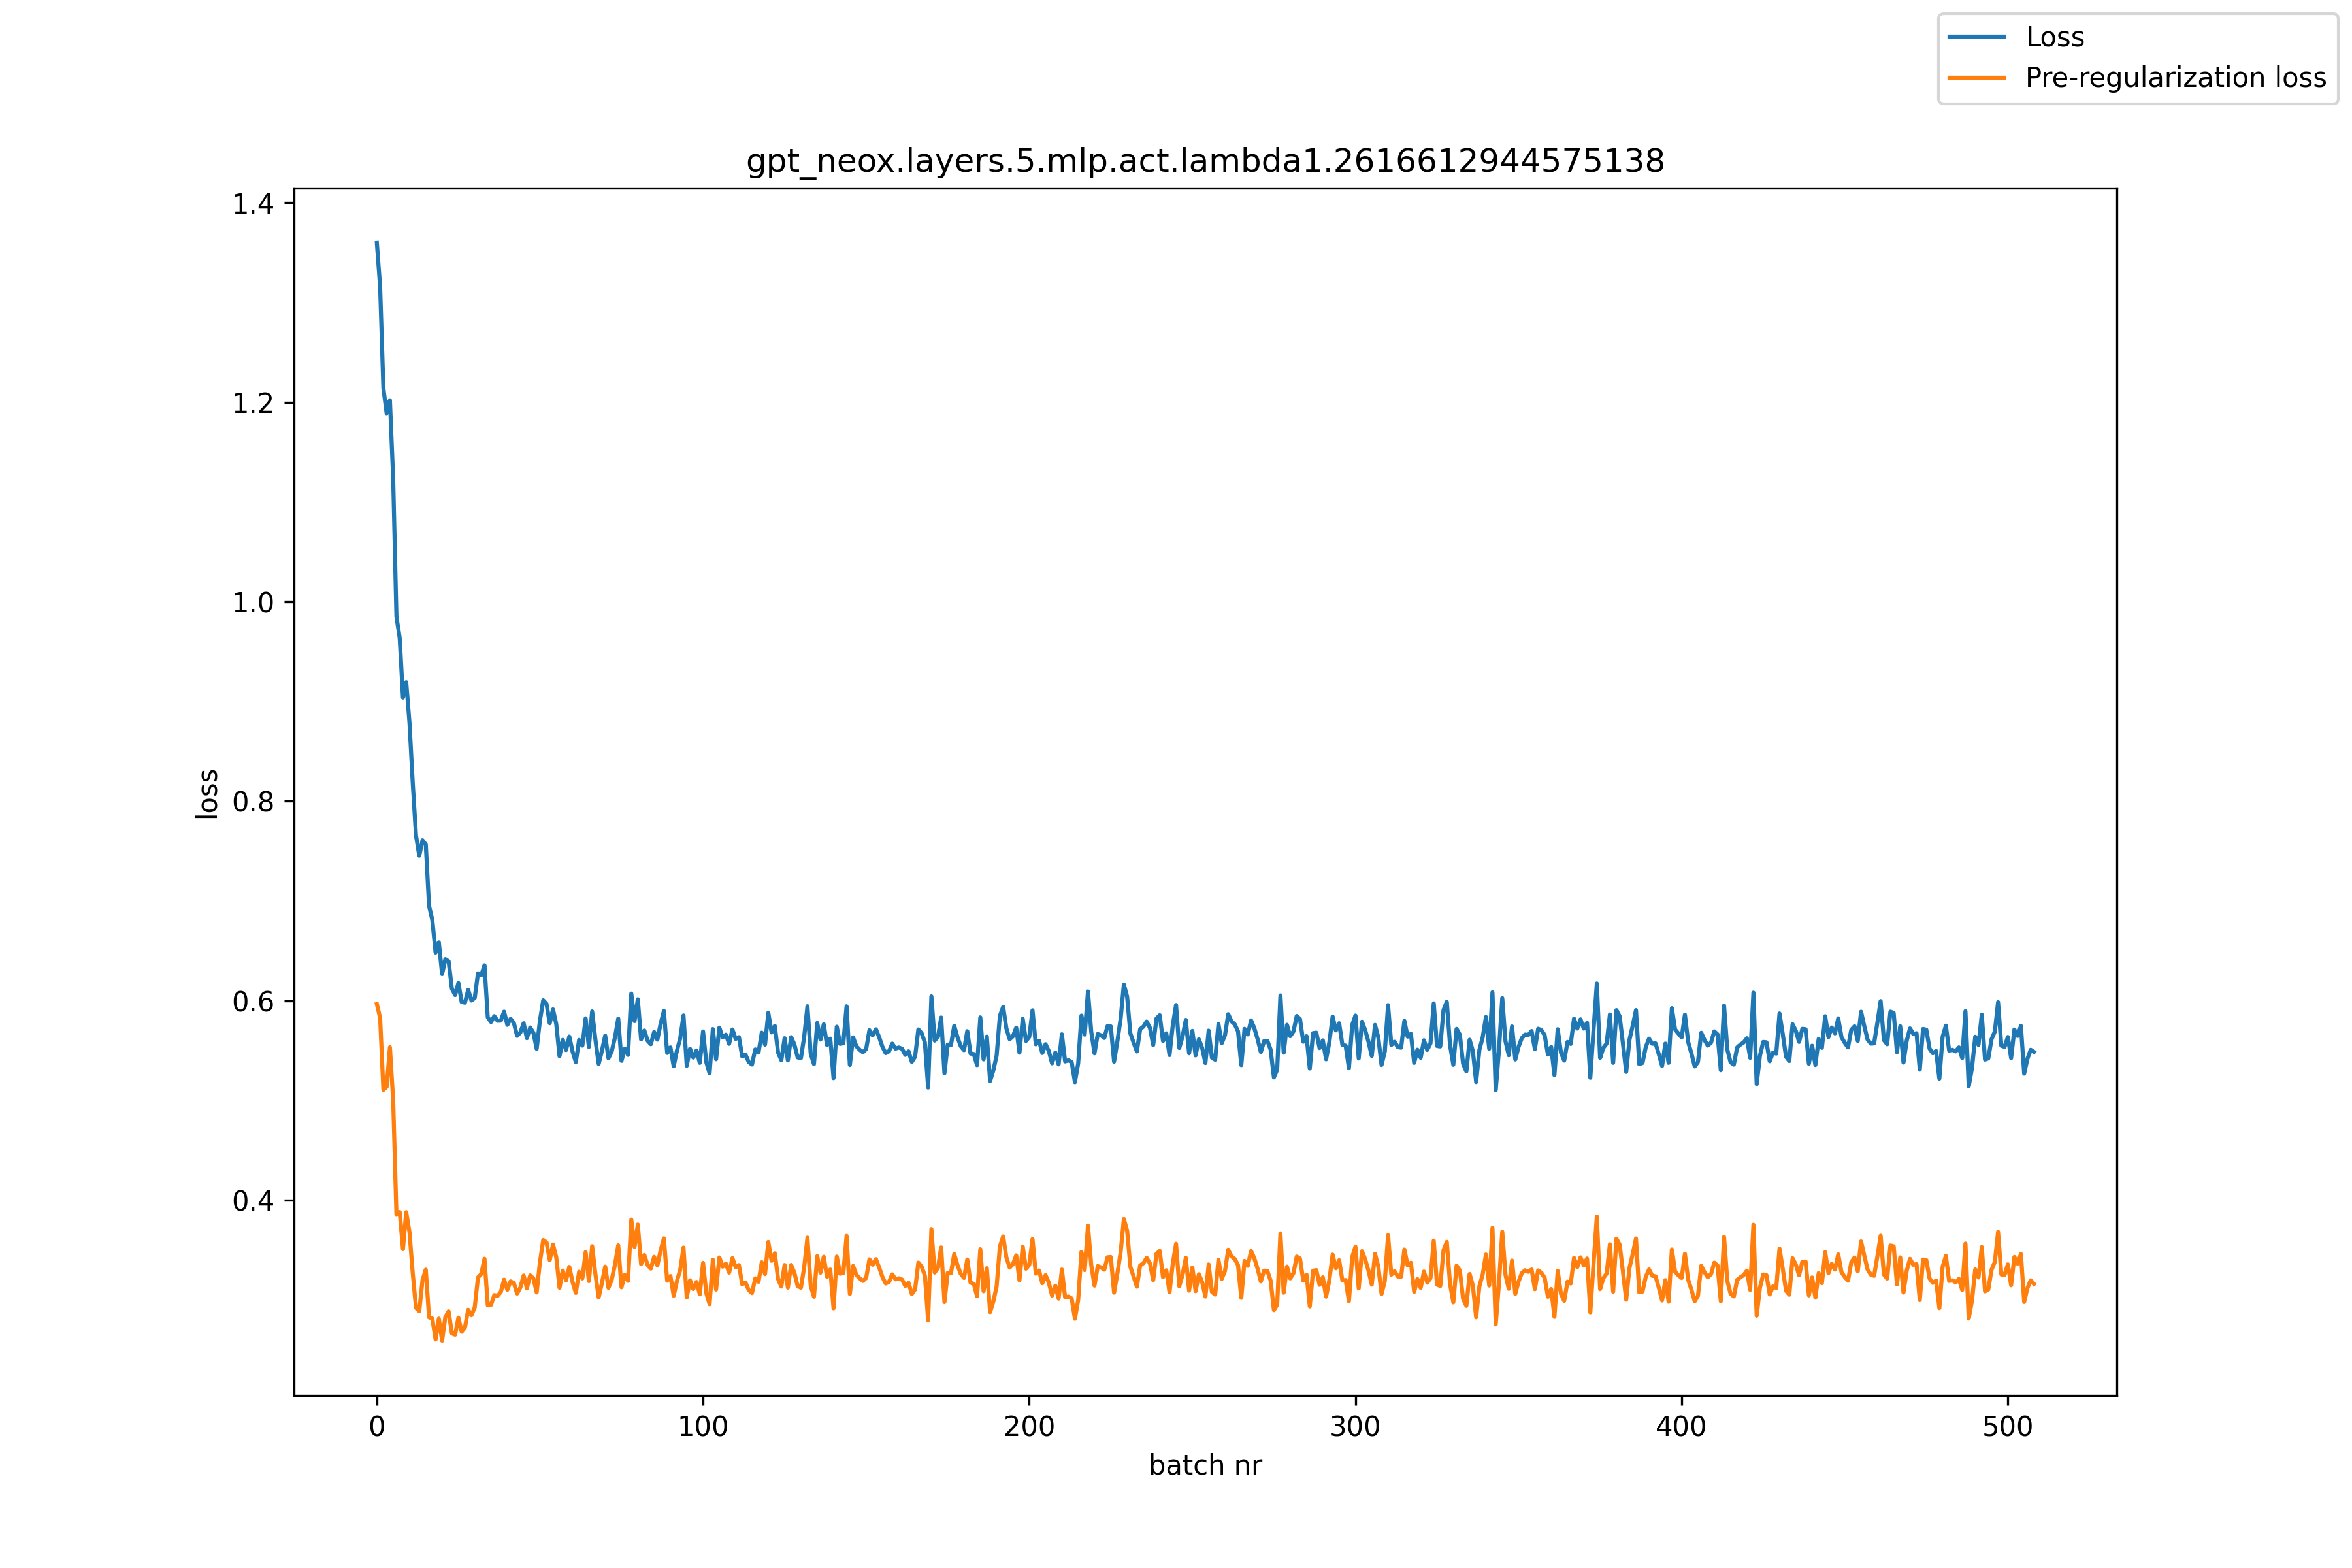 Loss
Pre-regularization loss
gpt_neox.layers.5.mlp.act.lambda1.2616612944575138
1.4
1.2
1.0
0.8
0.6
0.4
loss
0 100 200 300 400 500
batch nr